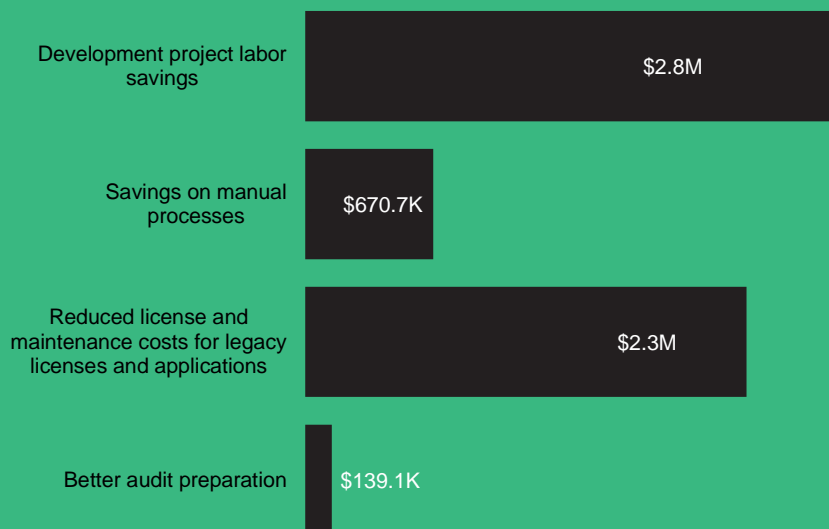 Development project labor
savings
$2.8M
Savings on manual
processes
$670.7K
Reduced license and
maintenance costs for legacy
licenses and applications
$2.3M
Better audit preparation
$139.1K